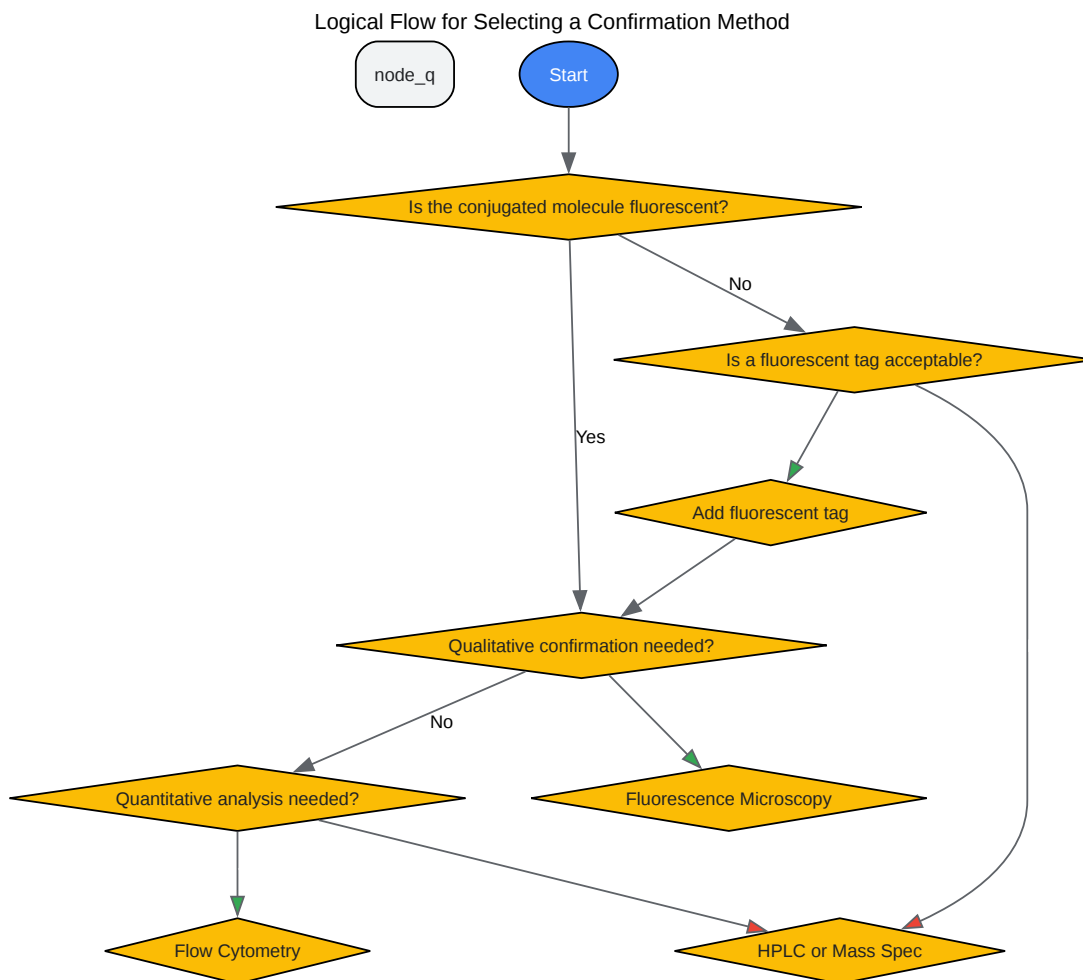 Logical Flow for Selecting a Confirmation Method
node_q
Start
Is the conjugated molecule fluorescent?
No
Is a fluorescent tag acceptable?
Yes
Add fluorescent tag
Qualitative confirmation needed?
No
Quantitative analysis needed?
Fluorescence Microscopy
Flow Cytometry
HPLC or Mass Spec